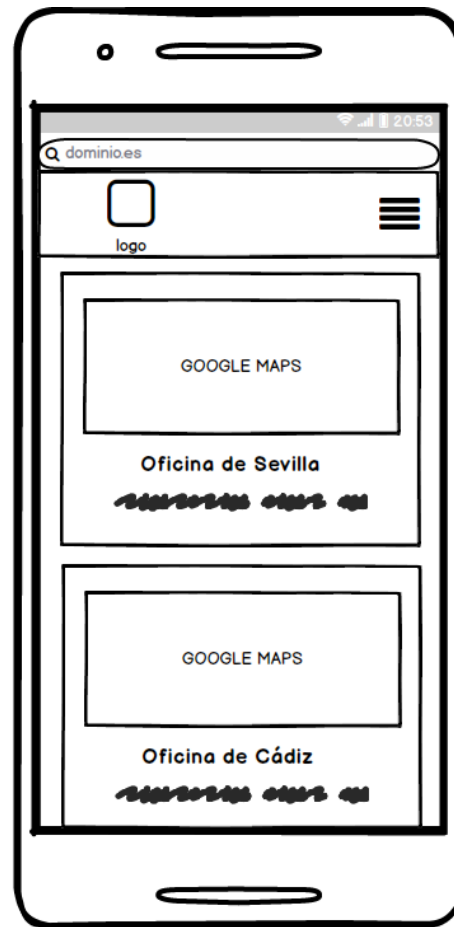 20:53
dominio.es
logo
GOOGLE MAPS
Oficina de Sevilla
GOOGLE MAPS
Oficina de Cádiz